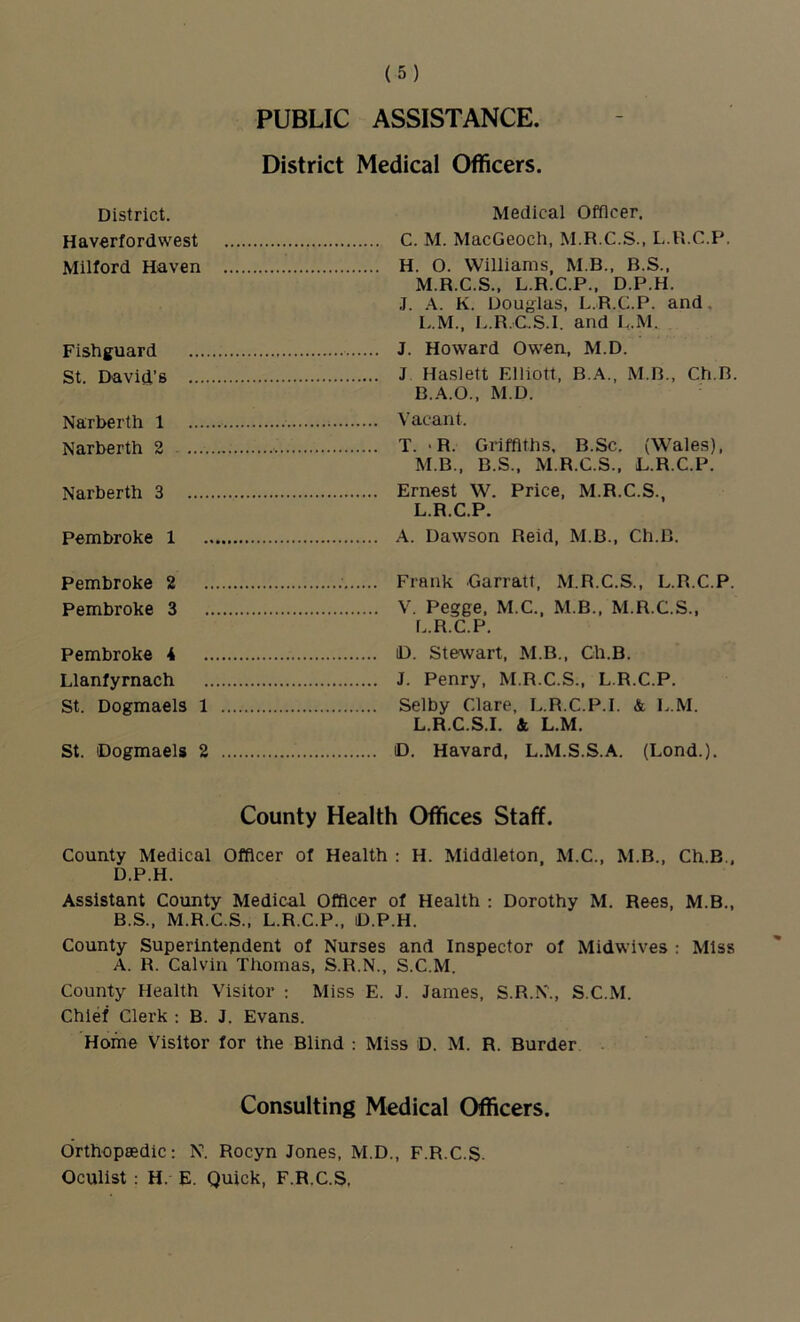 (5)
PUBLIC ASSISTANCE.
District Medical Officers.
District. Medical Officer.
Haverfordwest ............................ C. M. MacGeoch, M.R.C.S., L.R.C.P.
Milford Haven ............................ H. O. Williams, M.B., B.S.,
M.R.C.S., L.R.C.P., D.P.H.
J. A. K. Douglas, L.R.C.P. and
L.M., L.R.C.S.I. and L.M.
Fishguard ............................ J. Howard Owen, M.D.
St. David's ............................ J. Haslett Elliott, B.A., M.B., Ch.B.
B.A.O., M.D.
Narberth 1 ............................ Vacant.
Narberth 2 ............................ T. R. Griffiths, B.Sc. (Wales),
M.B., B.S., M.R.C.S., L.R.C.P.
Narberth 3 ............................ Ernest W. Price, M.R.C.S.,
L.R.C.P.
Pembroke 1 ............................ A. Dawson Reid, M.B., Ch.B.
Pembroke 2 ............................ Frank Garratt, M.R.C.S., L.R.C.P.
Pembroke 3 ............................ V. Pegge, M.C., M.B., M.R.C.S.,
L.R.C.P.
Pembroke 4 ............................ D. Stewart, M.B., Ch.B.
Llanfyrnach ............................ J. Penry, M.R.C.S., L.R.C.P.
St. Dogmaels 1 ............................ Selby Clare, L.R.C.P.I. & L.M.
L.R.C.S.I. & L.M.
St. Dogmaels 2 ............................ D. Havard, L.M.S.S.A. (Lond.).
County Health Offices Staff.
County Medical Officer of Health : H. Middleton, M.C., M.B., Ch.B.,
D.P.H.
Assistant County Medical Officer of Health : Dorothy M. Rees, M.B.,
B.S., M.R.C.S., L.R.C.P., D.P.H.
County Superintendent of Nurses and Inspector of Midwives : Miss
A. R. Calvin Thomas, S.R.N., S.C.M.
County Health Visitor : Miss E. J. James, S.R.N., S.C.M.
Chief Clerk : B. J. Evans.
Home Visitor for the Blind : Miss D. M. R. Burder.
Consulting Medical Officers.
Orthopædic: N. Rocyn Jones, M.D., F.R.C.S.
Oculist : H. E. Quick, F.R.C.S.